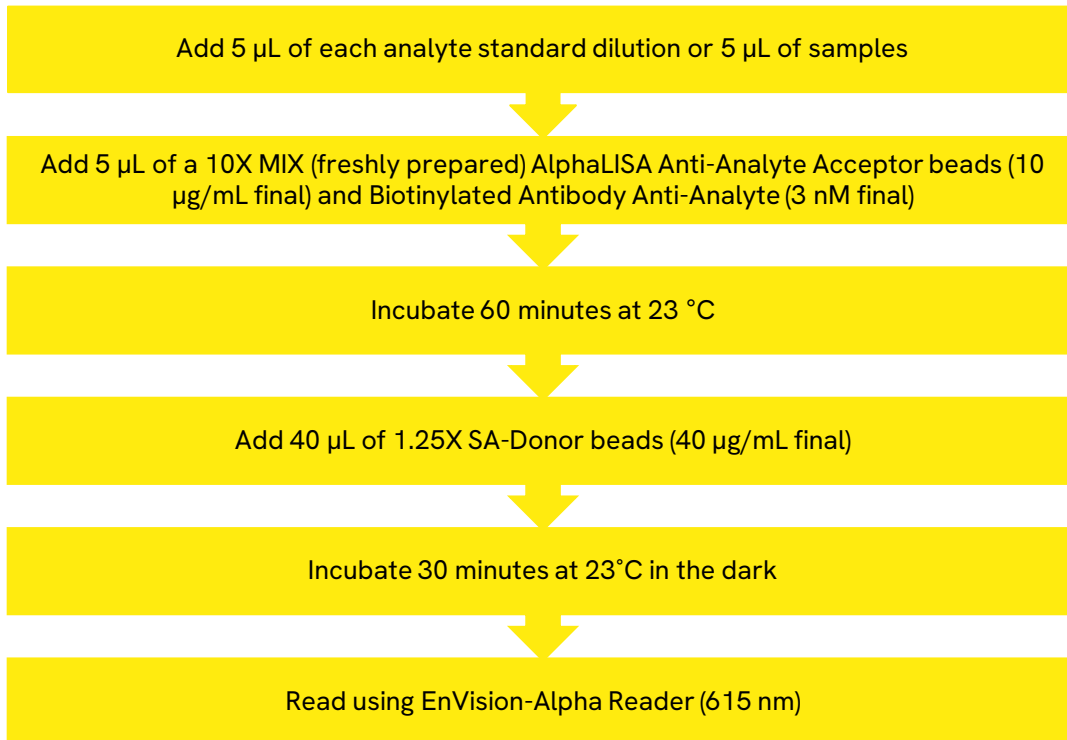 Add 5 µL of each analyte standard dilution or 5 µL of samples
Add 5 µL of a 10X MIX (freshly prepared) AlphaLISA Anti-Analyte Acceptor beads (10
µg/mL final) and Biotinylated Antibody Anti-Analyte (3 nM final)
Incubate 60 minutes at 23 °C
Add 40 µL of 1.25X SA-Donor beads (40 µg/mL final)
Incubate 30 minutes at 23˚C in the dark
Read using EnVision-Alpha Reader (615 nm)